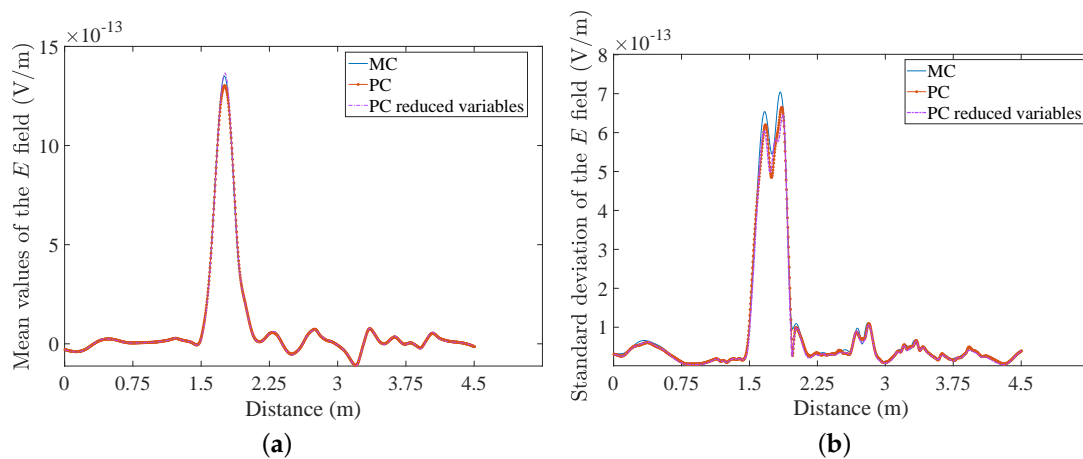 ×10⁻¹³
15
10
5
0
Mean values of the E field (V/m)
MC
PC
PC reduced variables
0 0.75 1.5 2.25 3 3.75 4.5
Distance (m)
(a)
×10⁻¹³
8
7
6
5
4
3
2
1
Standard deviation of the E field (V/m)
MC
PC
PC reduced variables
0 0.75 1.5 2.25 3 3.75 4.5
Distance (m)
(b)